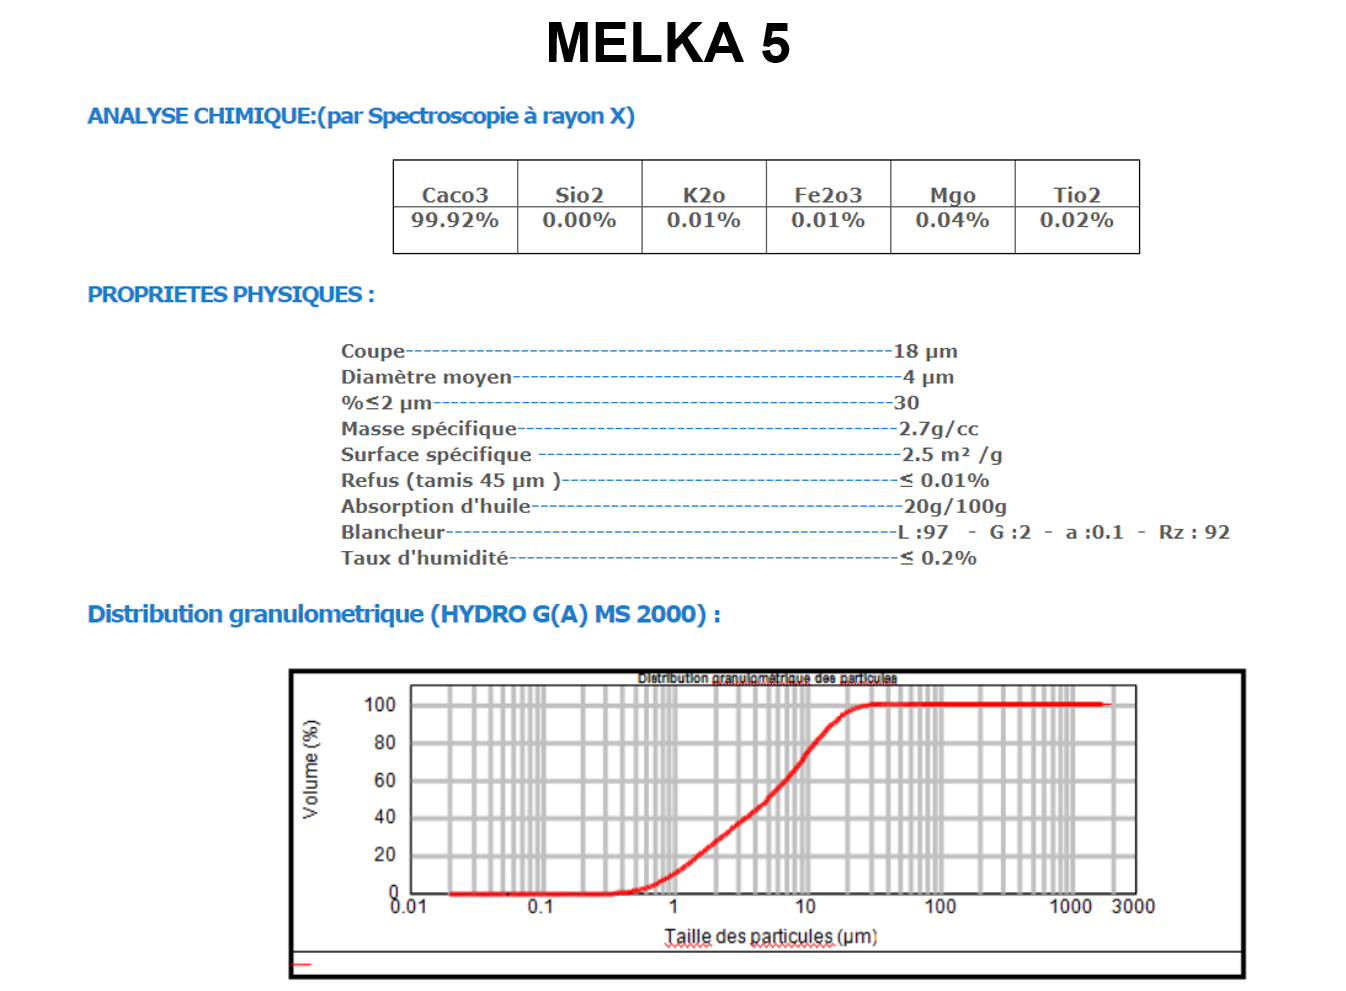 MELKA 5
ANALYSE CHIMIQUE:(par Spectroscopie à rayon X)
Caco3 Sio2 K2o Fe2o3 Mgo Tio2
99.92% 0.00% 0.01% 0.01% 0.04% 0.02%
PROPRIETES PHYSIQUES :
Coupe-------------------------------------------------------18 µm
Diamètre moyen--------------------------------------------4 µm
%≤2 µm----------------------------------------------------30
Masse spécifique-------------------------------------------2.7g/cc
Surface spécifique -----------------------------------------2.5 m² /g
Refus (tamis 45 µm )--------------------------------------≤ 0.01%
Absorption d'huile------------------------------------------20g/100g
Blancheur---------------------------------------------------L :97 - G :2 - a :0.1 - Rz : 92
Taux d'humidité--------------------------------------------≤ 0.2%
Distribution granulometrique (HYDRO G(A) MS 2000) :
Distribution granulométrique des particules
Volume (%)
100
80
60
40
20
0
0.01 0.1 1 10 100 1000 3000
Taille des particules (µm)